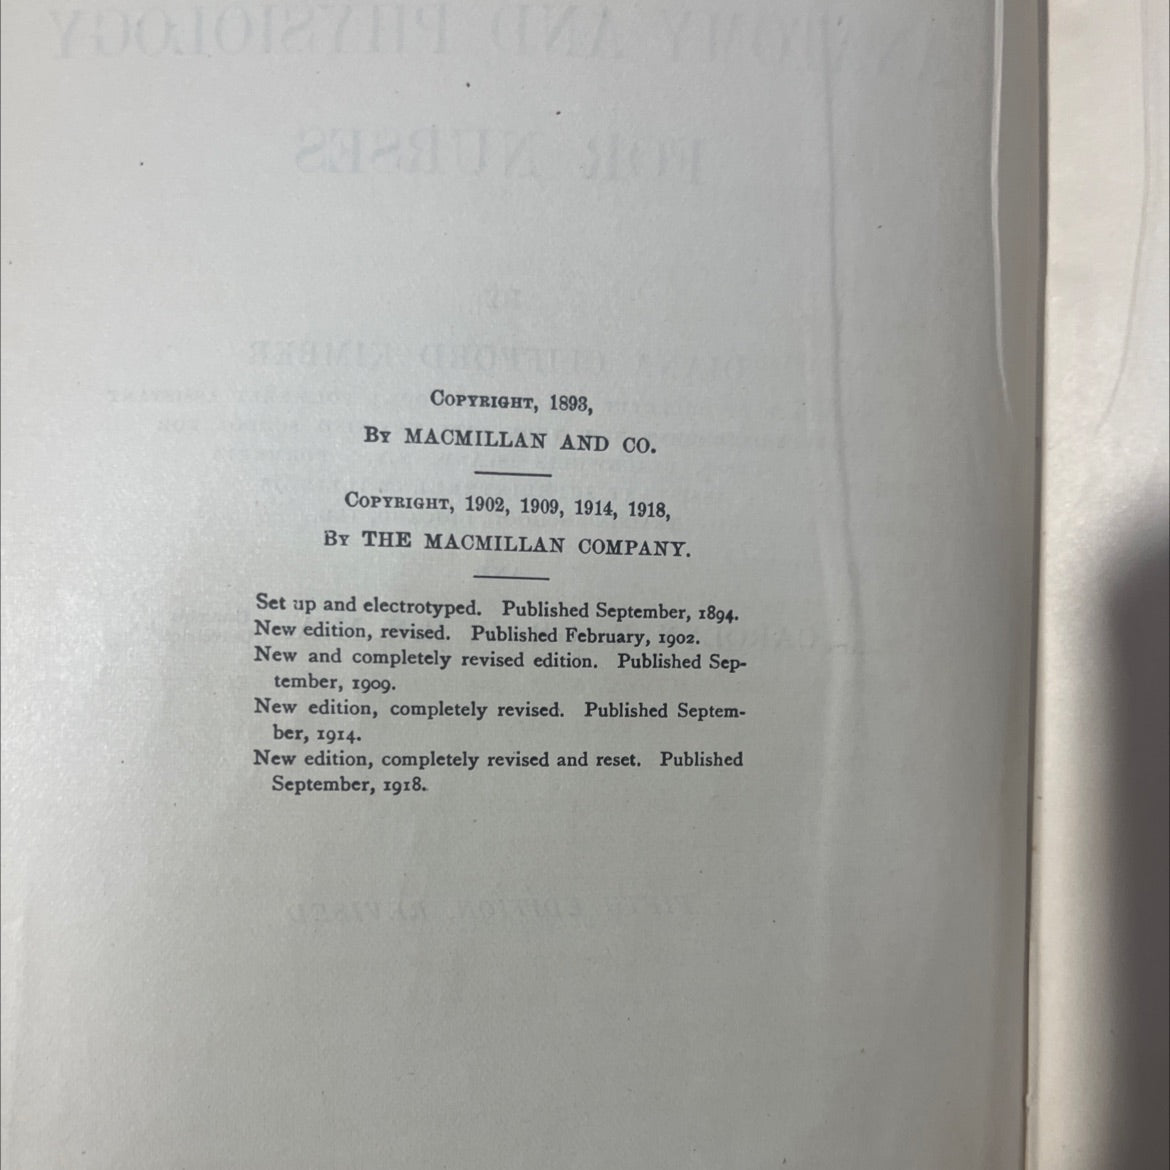 COPYRIGHT, 1893,
BY MACMILLAN AND CO.
COPYRIGHT, 1902, 1909, 1914, 1918,
BY THE MACMILLAN COMPANY.
Set up and electrotyped. Published September, 1894.
New edition, revised. Published February, 1902.
New and completely revised edition. Published Sep-
tember, 1909.
New edition, completely revised. Published Septem-
ber, 1914.
New edition, completely revised and reset. Published
September, 1918.